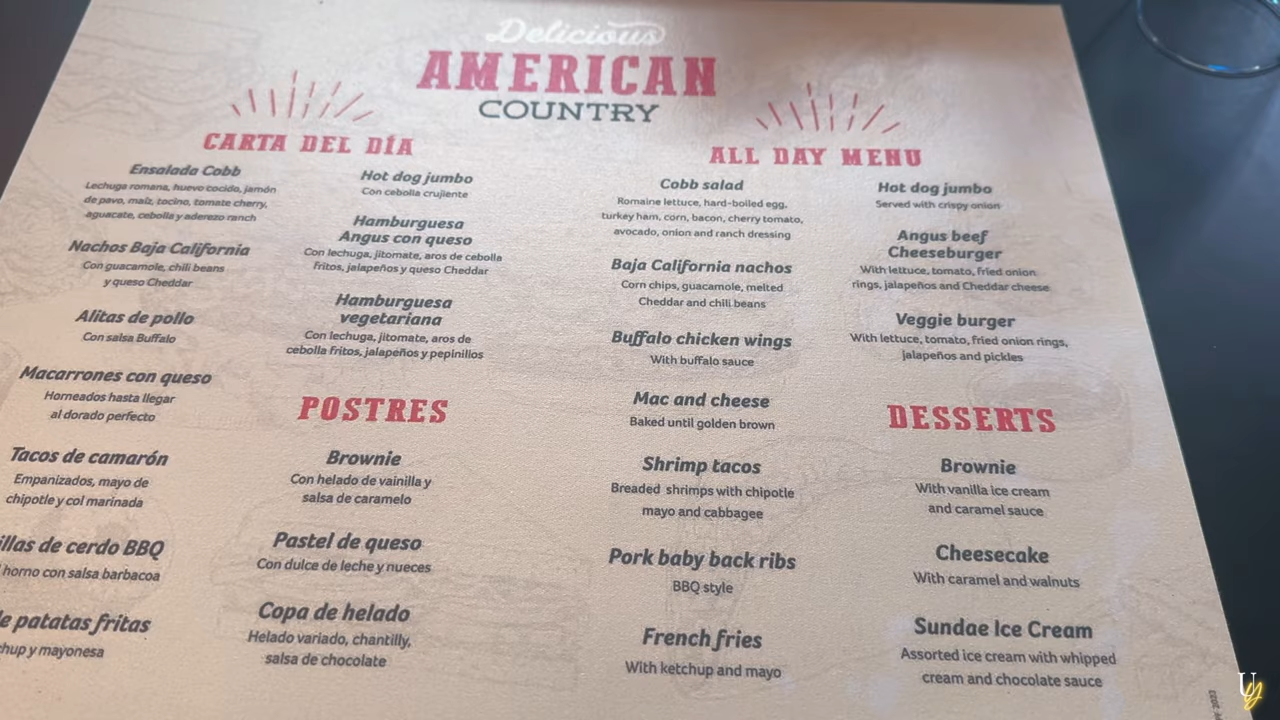 Delicious
AMERICAN
COUNTRY
CARTA DEL DÍA
Ensalada Cobb
Lechuga romana, huevo cocido, jamón
de pavo, maíz, tocino, tomate cherry,
aguacate, cebolla y aderezo ranch
Nachos Baja California
Con guacamole, chili beans
y queso Cheddar
Alitas de pollo
Con salsa Buffalo
Macarrones con queso
Horneados hasta llegar
al dorado perfecto
Tacos de camarón
Empanizados, mayo de
chipotle y col marinada
illas de cerdo BBQ
horno con salsa barbacoa
e patatas fritas
chup y mayonesa
Hot dog jumbo
Con cebolla crujiente
Hamburguesa
Angus con queso
Con lechuga, jitomate, aros de cebolla
fritos, jalapeños y queso Cheddar
Hamburguesa
vegetariana
Con lechuga, jitomate, aros de
cebolla fritos, jalapeños y pepinillos
POSTRES
Brownie
Con helado de vainilla y
salsa de caramelo
Pastel de queso
Con dulce de leche y nueces
Copa de helado
Helado variado, chantilly,
salsa de chocolate
ALL DAY MENU
Cobb salad
Romaine lettuce, hard-boiled egg,
turkey ham, corn, bacon, cherry tomato,
avocado, onion and ranch dressing
Baja California nachos
Corn chips, guacamole, melted
Cheddar and chili beans
Buffalo chicken wings
With buffalo sauce
Mac and cheese
Baked until golden brown
Shrimp tacos
Breaded shrimps with chipotle
mayo and cabbagee
Pork baby back ribs
BBQ style
French fries
With ketchup and mayo
Hot dog jumbo
Served with crispy onion
Angus beef
Cheeseburger
With lettuce, tomato, fried onion
rings, jalapeños and Cheddar cheese
Veggie burger
With lettuce, tomato, fried onion rings,
jalapeños and pickles
DESSERTS
Brownie
With vanilla ice cream
and caramel sauce
Cheesecake
With caramel and walnuts
Sundae Ice Cream
Assorted ice cream with whipped
cream and chocolate sauce